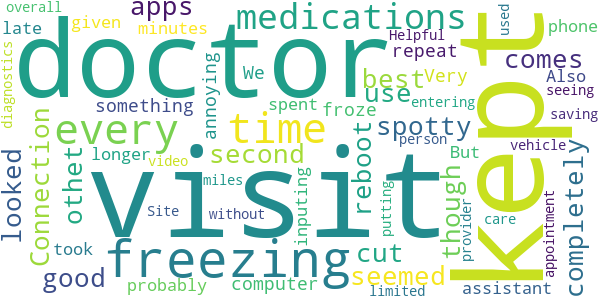 overall
apps
medications
late
given
minutes
used
Helpful
phone
doctor
We
annoying
repeat
kept
comes
diagnostics
something
spent
froze
best
Very
Also
seeing
use
entering
every
time
spotty
saving
looked
Connection
othet
longer
second
reboot
person
But
though
vehicle
completely
video
visit
miles
inputing
putting
provider
appointment
Site
without
care
took
freezing
cut
good
seemed
probably
computer
limited
assistant